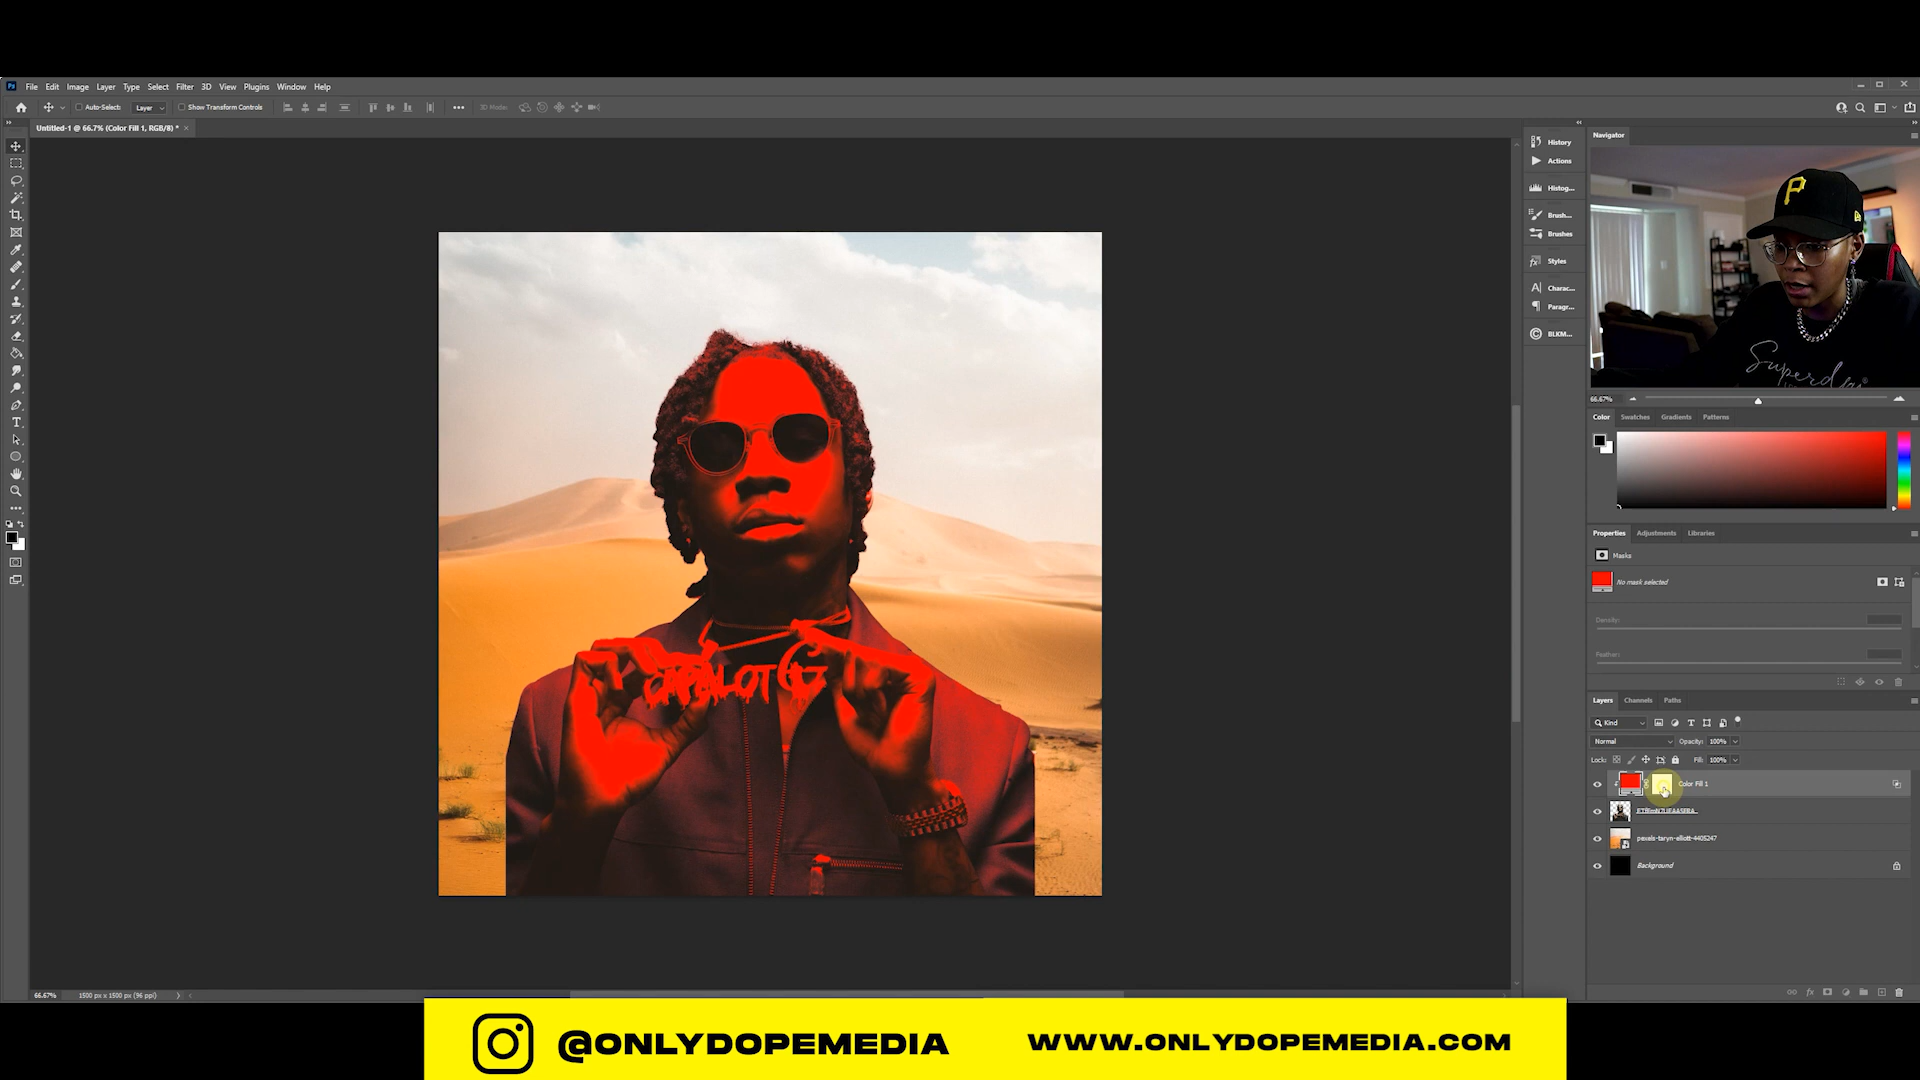 File Edit Image Layer Type Select Filter 3D View Plugins Window Help
Auto-Select: Layer Show Transform Controls 3D Mode:
Untitled-1 @ 66.7% (Color Fill 1, RGB/8) *
History
Actions
Histog...
Brush...
Brushes
Styles
Charac...
Paragr...
BLKM...
Navigator
P
Superd
66.67%
Color Swatches Gradients Patterns
Properties Adjustments Libraries
Masks
No mask selected
Density:
Feather:
Layers Channels Paths
Kind
Normal Opacity: 100%
Lock: Fill: 100%
Color Fill 1
pexels-taryn-elliott-4405247
Background
66.67% 1500 px x 1500 px (96 ppi)
@ONLYDOPEMEDIA
WWW.ONLYDOPEMEDIA.COM